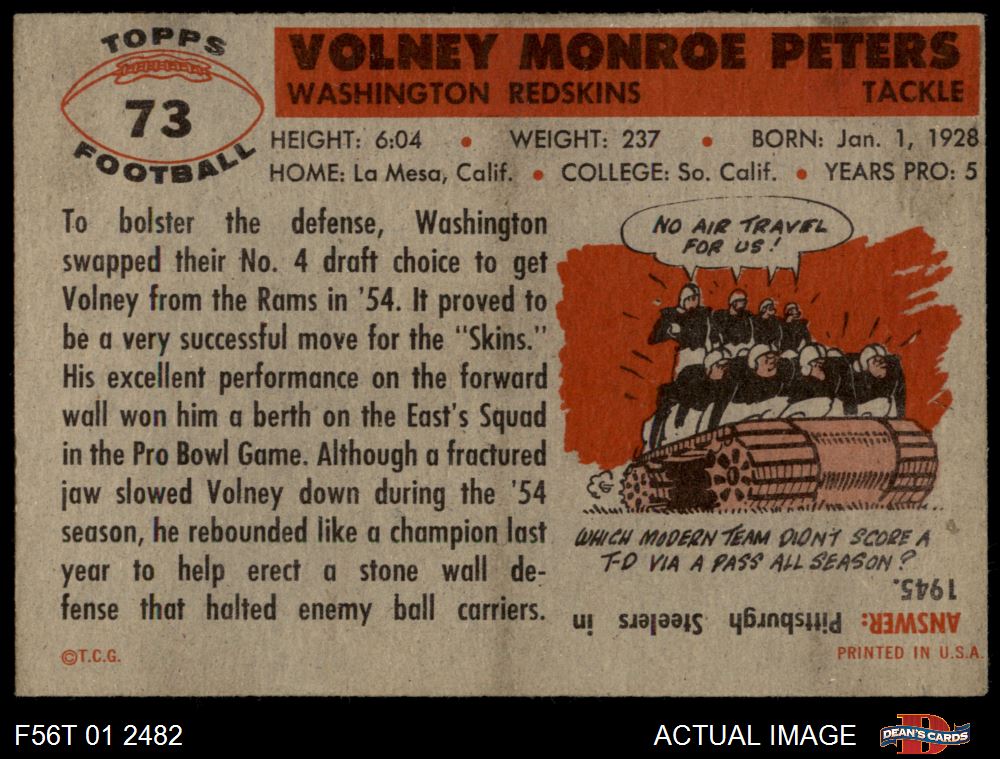 TOPPS
73
FOOTBALL
VOLNEY MONROE PETERS
WASHINGTON REDSKINS TACKLE
HEIGHT: 6:04 • WEIGHT: 237 • BORN: Jan. 1, 1928
HOME: La Mesa, Calif. • COLLEGE: So. Calif. • YEARS PRO: 5
To bolster the defense, Washington
swapped their No. 4 draft choice to get
Volney from the Rams in '54. It proved to
be a very successful move for the "Skins."
His excellent performance on the forward
wall won him a berth on the East's Squad
in the Pro Bowl Game. Although a fractured
jaw slowed Volney down during the '54
season, he rebounded like a champion last
year to help erect a stone wall de-
fense that halted enemy ball carriers.
©T.C.G.
NO AIR TRAVEL
FOR US!
WHICH MODERN TEAM DIDN'T SCORE A
T-D VIA A PASS ALL SEASON?
ANSWER: Pittsburgh Steelers in
1945.
PRINTED IN U.S.A.
F56T 01 2482
ACTUAL IMAGE
D
DEAN'S CARDS